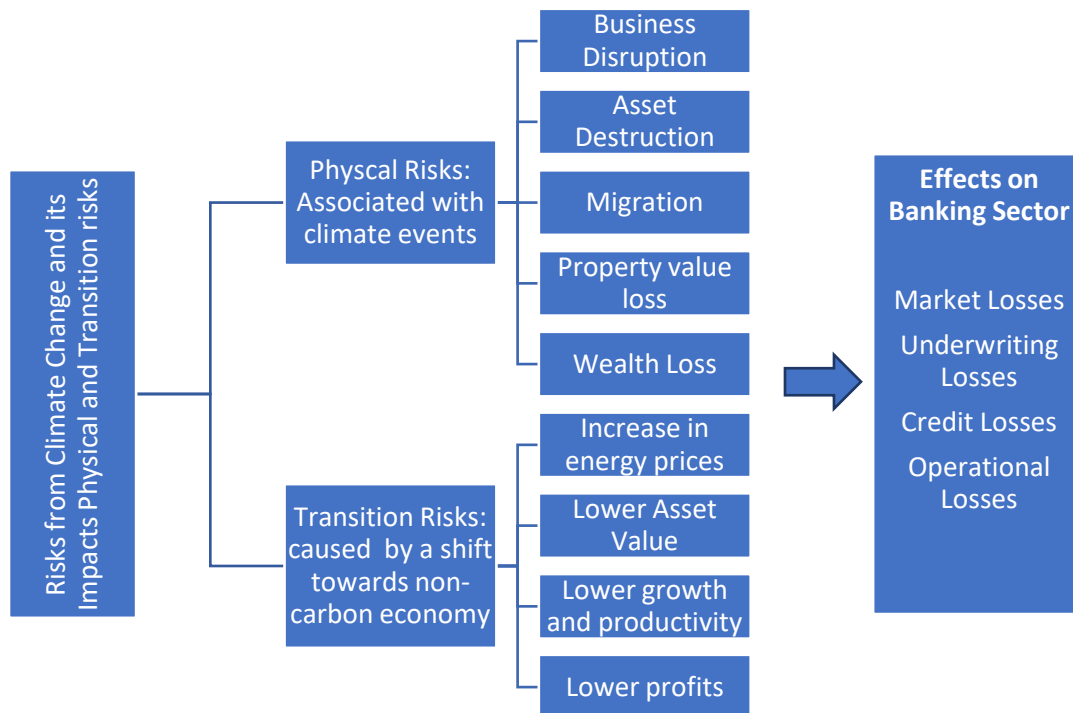 Risks from Climate Change and its
Impacts Physical and Transition risks
Physcal Risks:
Associated with
climate events
Business
Disruption
Asset
Destruction
Migration
Property value
loss
Wealth Loss
Transition Risks:
caused by a shift
towards non-
carbon economy
Increase in
energy prices
Lower Asset
Value
Lower growth
and productivity
Lower profits
Effects on
Banking Sector
Market Losses
Underwriting
Losses
Credit Losses
Operational
Losses